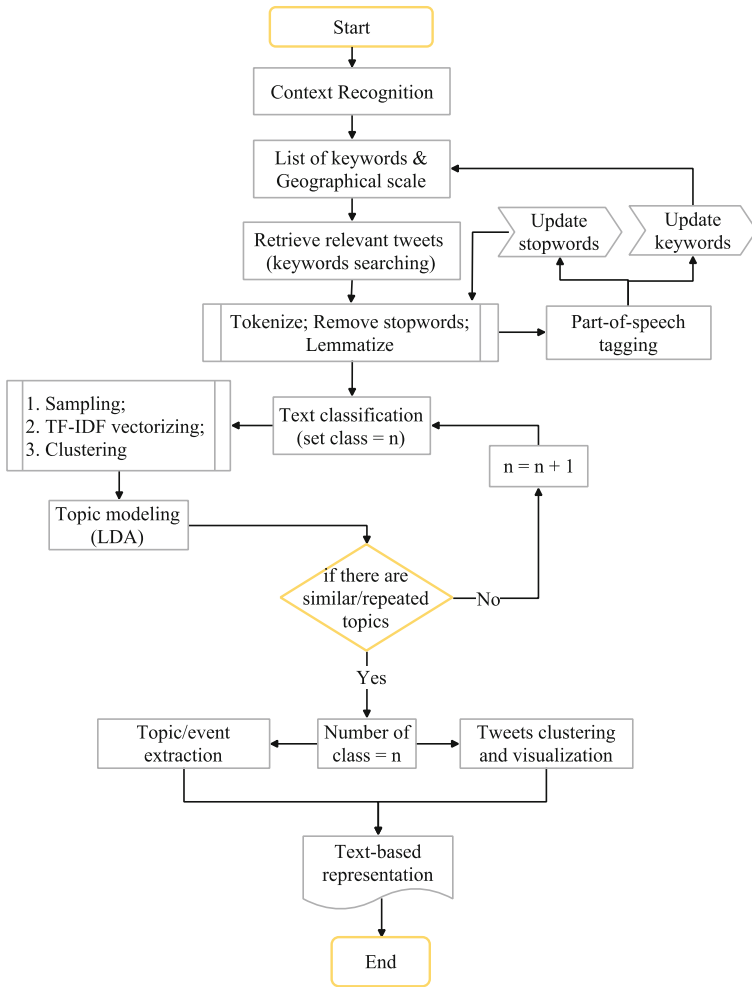 Start
Context Recognition
List of keywords &
Geographical scale
Retrieve relevant tweets
(keywords searching)
Update
stopwords
Update
keywords
Tokenize; Remove stopwords;
Lemmatize
Part-of-speech
tagging
1. Sampling;
2. TF-IDF vectorizing;
3. Clustering
Text classification
(set class = n)
n = n + 1
Topic modeling
(LDA)
if there are
similar/repeated
topics
No
Yes
Topic/event
extraction
Number of
class = n
Tweets clustering
and visualization
Text-based
representation
End